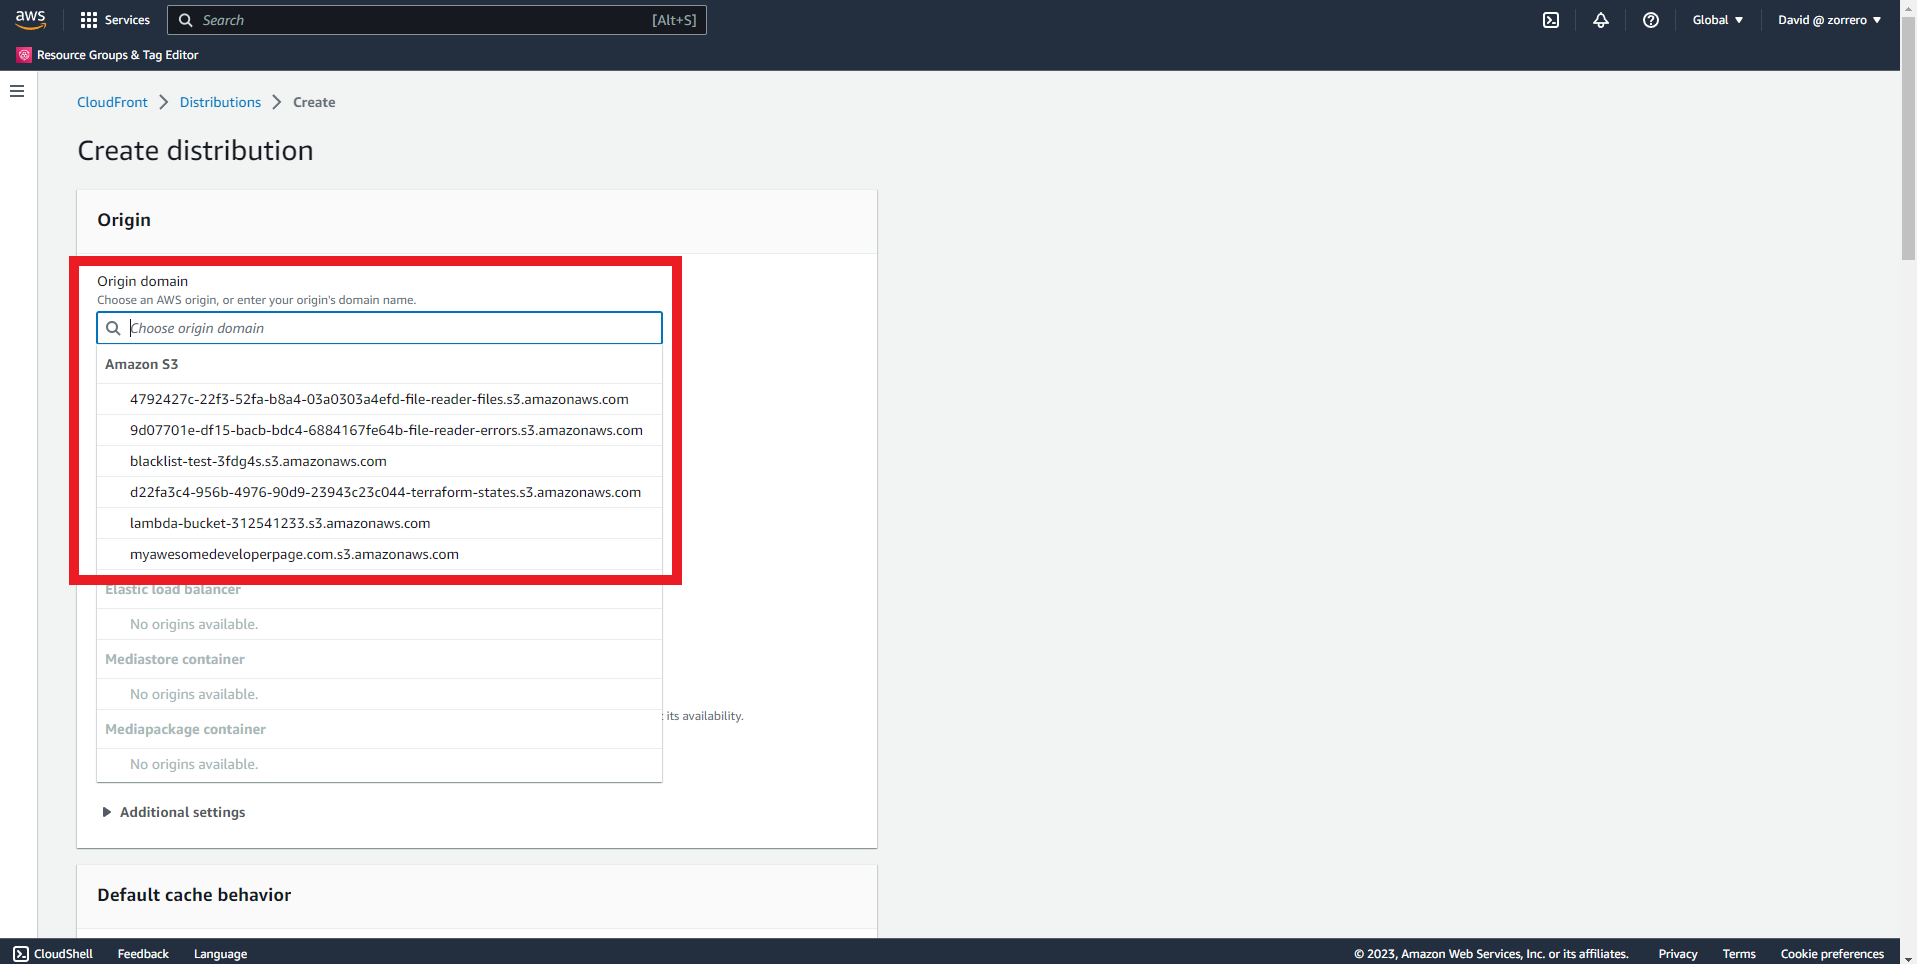 aws
Services
Search [Alt+S]
Global
David @ zorrero
Resource Groups & Tag Editor
CloudFront > Distributions > Create
Create distribution
Origin
Origin domain
Choose an AWS origin, or enter your origin's domain name.
Choose origin domain
Amazon S3
4792427c-22f3-52fa-b8a4-03a0303a4efd-file-reader-files.s3.amazonaws.com
9d07701e-df15-bacb-bdc4-6884167fe64b-file-reader-errors.s3.amazonaws.com
blacklist-test-3fdg4s.s3.amazonaws.com
d22fa3c4-956b-4976-90d9-23943c23c044-terraform-states.s3.amazonaws.com
lambda-bucket-312541233.s3.amazonaws.com
myawesomedeveloperpage.com.s3.amazonaws.com
Elastic load balancer
No origins available.
Mediastore container
No origins available.
its availability.
Mediapackage container
No origins available.
Additional settings
Default cache behavior
CloudShell
Feedback
Language
© 2023, Amazon Web Services, Inc. or its affiliates.
Privacy
Terms
Cookie preferences